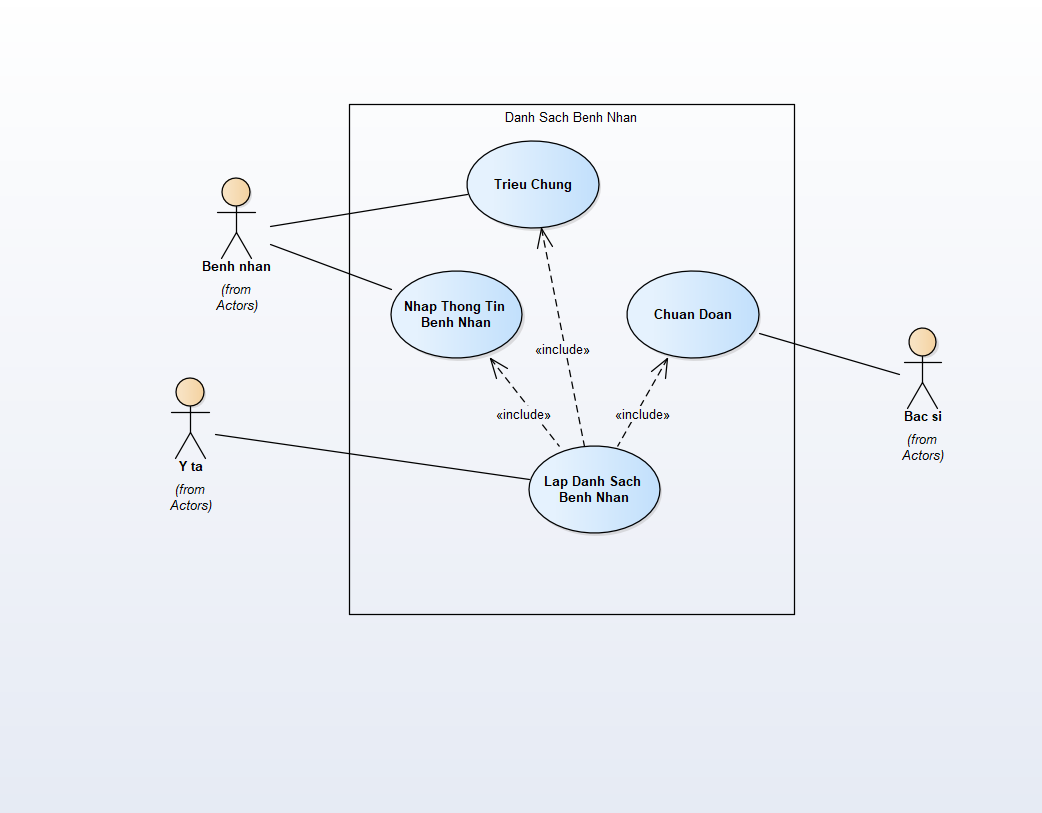 Danh Sach Benh Nhan
Trieu Chung
Benh nhan
(from
Actors)
Nhap Thong Tin
Benh Nhan
Chuan Doan
«include»
«include»
«include»
Bac si
(from
Actors)
Y ta
(from
Actors)
Lap Danh Sach
Benh Nhan